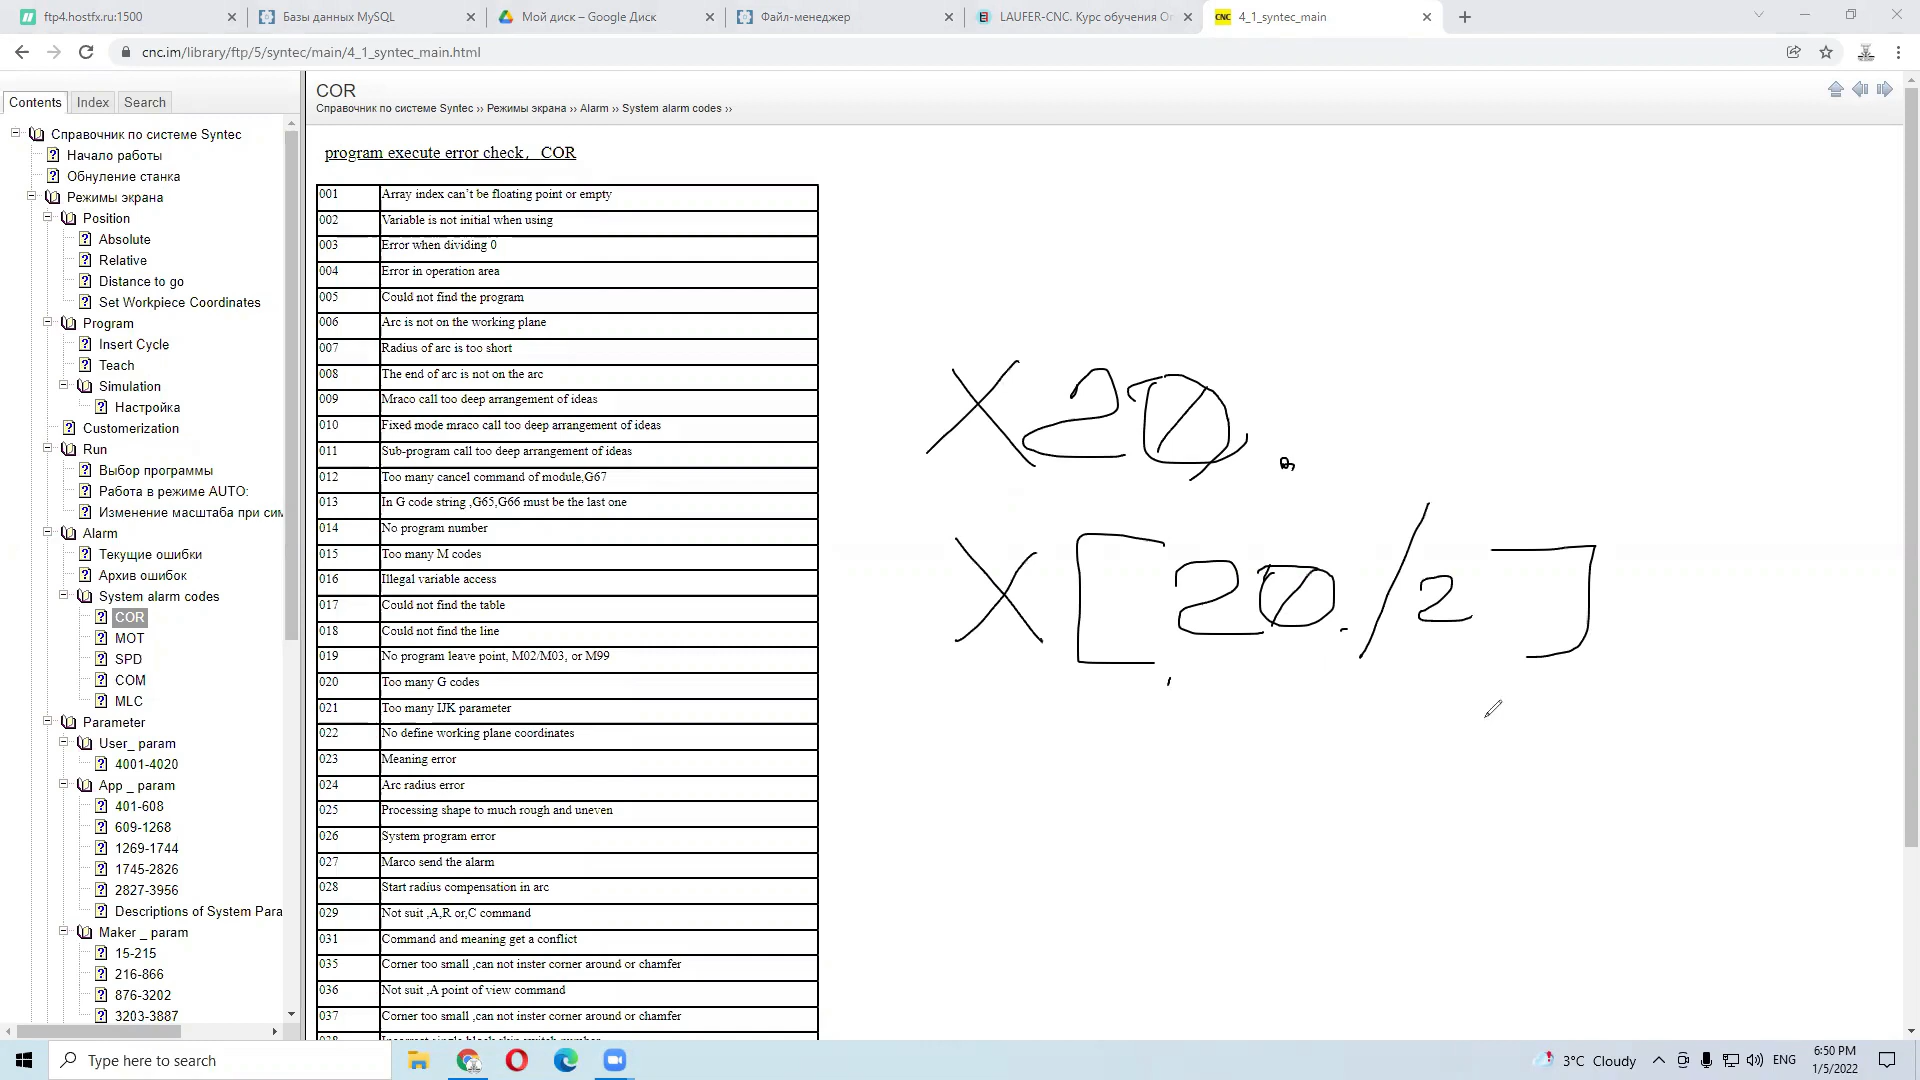 ftp4.hostfx.ru:1500
Базы данных MySQL
Мой диск – Google Диск
Файл-менеджер
LAUFER-CNC. Курс обучения Оп
4_1_syntec_main
cnc.im/library/ftp/5/syntec/main/4_1_syntec_main.html
Contents
Index
Search
Справочник по системе Syntec
Начало работы
Обнуление станка
Режимы экрана
Position
Absolute
Relative
Distance to go
Set Workpiece Coordinates
Program
Insert Cycle
Teach
Simulation
Настройка
Customerization
Run
Выбор программы
Работа в режиме AUTO:
Изменение масштаба при сим
Alarm
Текущие ошибки
Архив ошибок
System alarm codes
COR
MOT
SPD
COM
MLC
Parameter
User_ param
4001-4020
App _ param
401-608
609-1268
1269-1744
1745-2826
2827-3956
Descriptions of System Para
Maker _ param
15-215
216-866
876-3202
3203-3887
COR
Справочник по системе Syntec ›› Режимы экрана ›› Alarm ›› System alarm codes ››
program execute error check，COR
001 Array index can’t be floating point or empty
002 Variable is not initial when using
003 Error when dividing 0
004 Error in operation area
005 Could not find the program
006 Arc is not on the working plane
007 Radius of arc is too short
008 The end of arc is not on the arc
009 Mraco call too deep arrangement of ideas
010 Fixed mode mraco call too deep arrangement of ideas
011 Sub-program call too deep arrangement of ideas
012 Too many cancel command of module,G67
013 In G code string ,G65,G66 must be the last one
014 No program number
015 Too many M codes
016 Illegal variable access
017 Could not find the table
018 Could not find the line
019 No program leave point, M02/M03, or M99
020 Too many G codes
021 Too many IJK parameter
022 No define working plane coordinates
023 Meaning error
024 Arc radius error
025 Processing shape to much rough and uneven
026 System program error
027 Marco send the alarm
028 Start radius compensation in arc
029 Not suit ,A,R or,C command
031 Command and meaning get a conflict
035 Corner too small ,can not inster corner around or chamfer
036 Not suit ,A point of view command
037 Corner too small ,can not inster corner around or chamfer
X20.
X[20./2]
Type here to search
3°C Cloudy
ENG
6:50 PM
1/5/2022